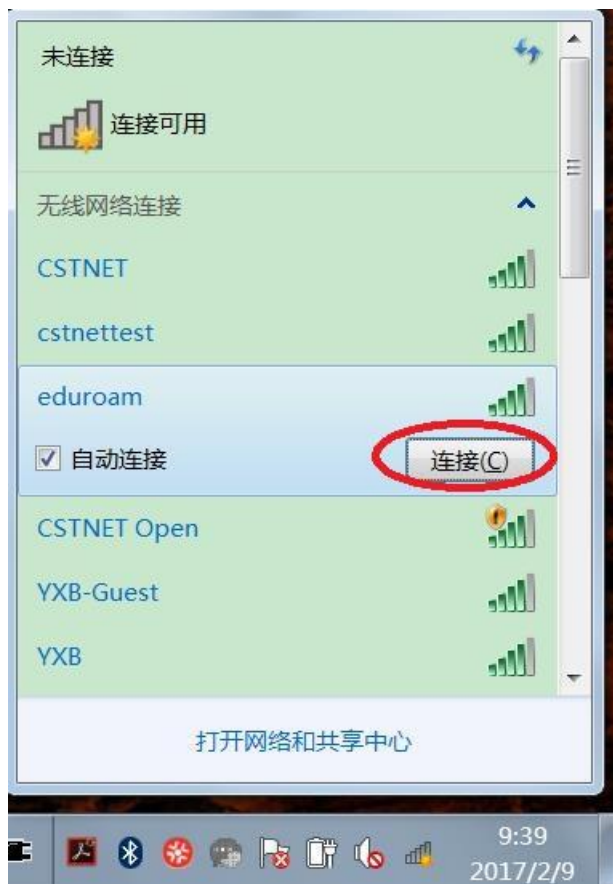 未连接
连接可用
无线网络连接
CSTNET
cstnettest
eduroam
自动连接 连接(C)
CSTNET Open
YXB-Guest
YXB
打开网络和共享中心
9:39
2017/2/9